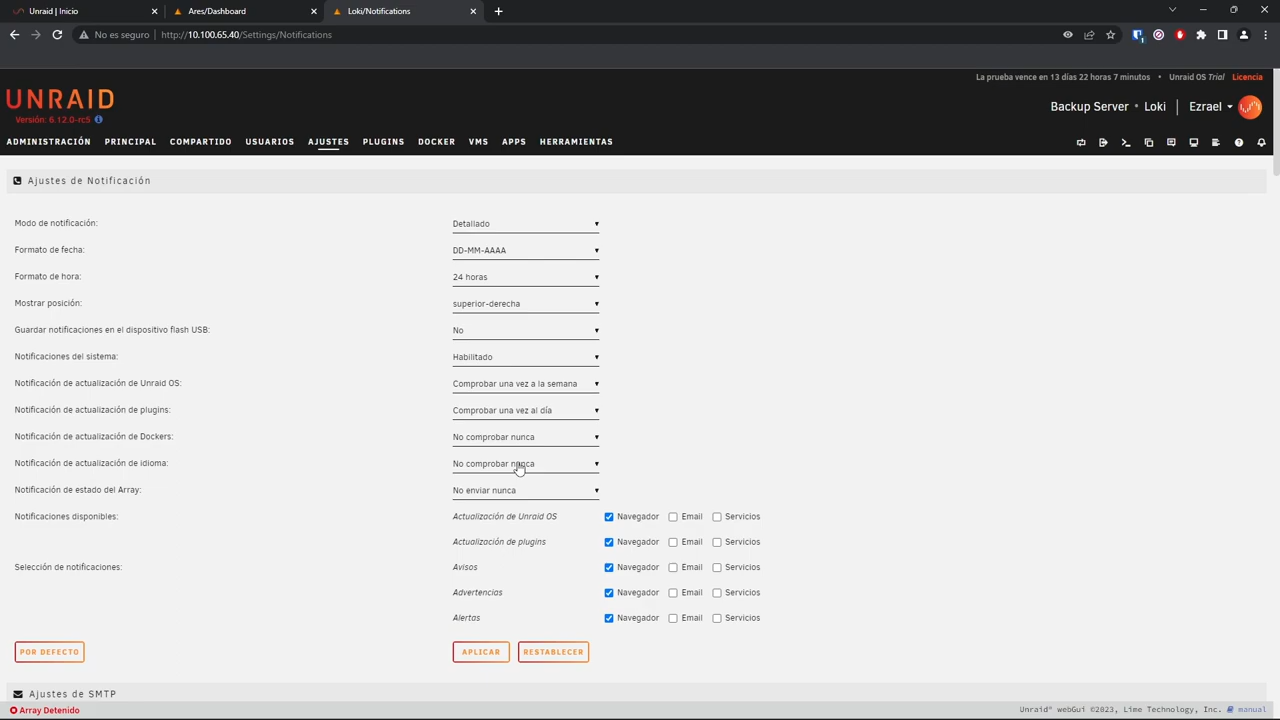 Unraid | Inicio
Ares/Dashboard
Loki/Notifications
No es seguro | http://10.100.65.40/Settings/Notifications
1
La prueba vence en 13 días 22 horas 7 minutos • Unraid OS Trial Licencia
UNRAID
Versión: 6.12.0-rc5
Backup Server • Loki | Ezrael
ADMINISTRACIÓN PRINCIPAL COMPARTIDO USUARIOS AJUSTES PLUGINS DOCKER VMS APPS HERRAMIENTAS
Ajustes de Notificación
Modo de notificación: Detallado
Formato de fecha: DD-MM-AAAA
Formato de hora: 24 horas
Mostrar posición: superior-derecha
Guardar notificaciones en el dispositivo flash USB: No
Notificaciones del sistema: Habilitado
Notificación de actualización de Unraid OS: Comprobar una vez a la semana
Notificación de actualización de plugins: Comprobar una vez al día
Notificación de actualización de Dockers: No comprobar nunca
Notificación de actualización de idioma: No comprobar nunca
Notificación de estado del Array: No enviar nunca
Notificaciones disponibles: Actualización de Unraid OS Navegador Email Servicios
Actualización de plugins Navegador Email Servicios
Selección de notificaciones: Avisos Navegador Email Servicios
Advertencias Navegador Email Servicios
Alertas Navegador Email Servicios
POR DEFECTO APLICAR RESTABLECER
Ajustes de SMTP
Array Detenido
Unraid® webGui ©2023, Lime Technology, Inc. manual